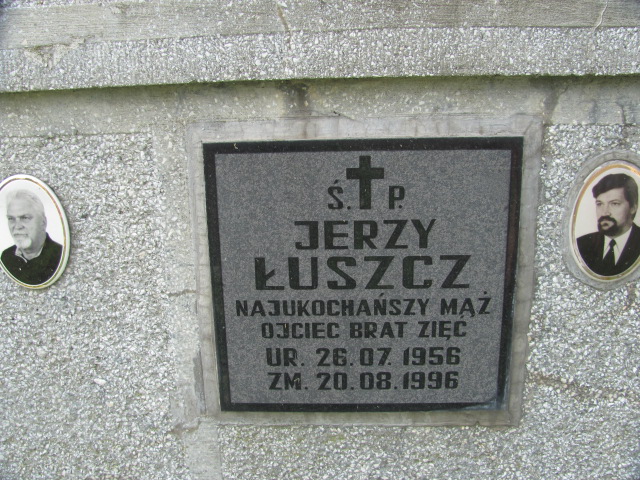 Ś. P.
JERZY
ŁUSZCZ
NAJUKOCHAŃSZY MĄŻ
OJCIEC BRAT ZIĘĆ
UR. 26.07.1956
ZM. 20.08.1996